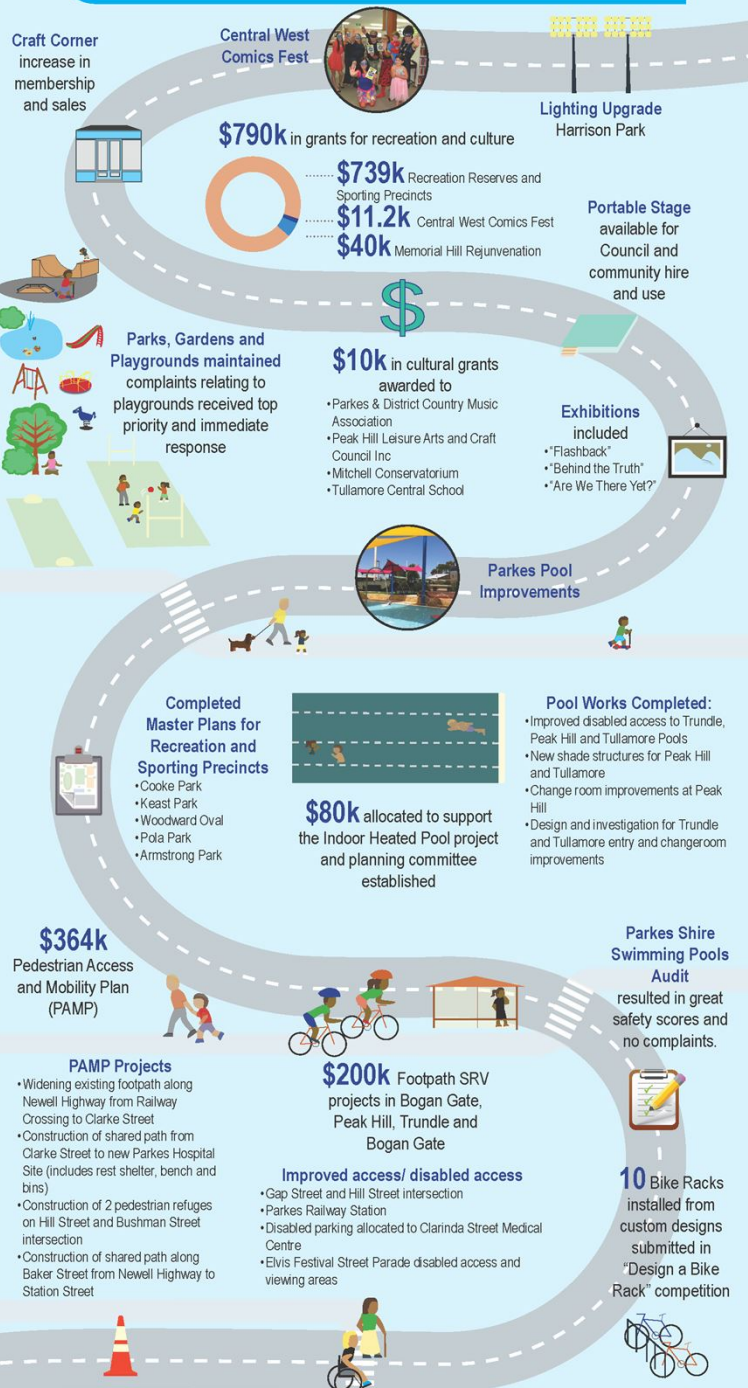 Craft Corner
increase in
membership
and sales
Central West
Comics Fest
Lighting Upgrade
Harrison Park
$790k in grants for recreation and culture
$739k Recreation Reserves and
Sporting Precincts
$11.2k Central West Comics Fest
$40k Memorial Hill Rejunvenation
Portable Stage
available for
Council and
community hire
and use
Parks, Gardens and
Playgrounds maintained
complaints relating to
playgrounds received top
priority and immediate
response
$
$10k in cultural grants
awarded to
•Parkes & District Country Music
Association
•Peak Hill Leisure Arts and Craft
Council Inc
•Mitchell Conservatorium
•Tullamore Central School
Exhibitions
included
•"Flashback"
•"Behind the Truth"
•"Are We There Yet?"
Parkes Pool
Improvements
Completed
Master Plans for
Recreation and
Sporting Precincts
•Cooke Park
•Keast Park
•Woodward Oval
•Pola Park
•Armstrong Park
$80k allocated to support
the Indoor Heated Pool project
and planning committee
established
Pool Works Completed:
•Improved disabled access to Trundle,
Peak Hill and Tullamore Pools
•New shade structures for Peak Hill
and Tullamore
•Change room improvements at Peak
Hill
•Design and investigation for Trundle
and Tullamore entry and changeroom
improvements
$364k
Pedestrian Access
and Mobility Plan
(PAMP)
Parkes Shire
Swimming Pools
Audit
resulted in great
safety scores and
no complaints.
PAMP Projects
•Widening existing footpath along
Newell Highway from Railway
Crossing to Clarke Street
•Construction of shared path from
Clarke Street to new Parkes Hospital
Site (includes rest shelter, bench and
bins)
•Construction of 2 pedestrian refuges
on Hill Street and Bushman Street
intersection
•Construction of shared path along
Baker Street from Newell Highway to
Station Street
$200k Footpath SRV
projects in Bogan Gate,
Peak Hill, Trundle and
Bogan Gate
Improved access/ disabled access
•Gap Street and Hill Street intersection
•Parkes Railway Station
•Disabled parking allocated to Clarinda Street Medical
Centre
•Elvis Festival Street Parade disabled access and
viewing areas
10 Bike Racks
installed from
custom designs
submitted in
"Design a Bike
Rack" competition